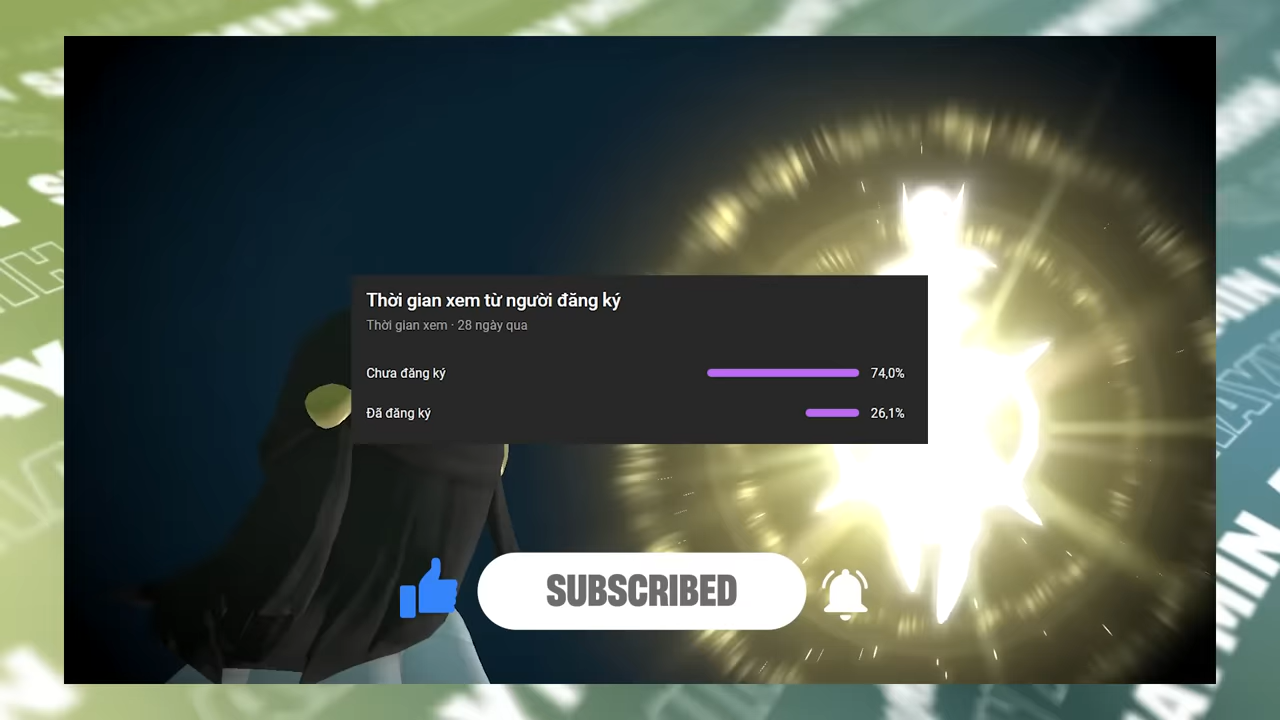 Thời gian xem từ người đăng ký
Thời gian xem · 28 ngày qua
Chưa đăng ký 74,0%
Đã đăng ký 26,1%
SUBSCRIBED